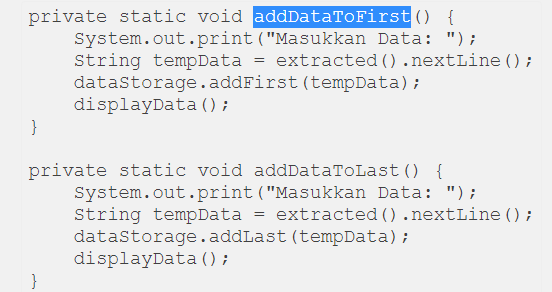 private static void addDataToFirst() {
System.out.print("Masukkan Data: ");
String tempData = extracted().nextLine();
dataStorage.addFirst(tempData);
displayData();
}
private static void addDataToLast() {
System.out.print("Masukkan Data: ");
String tempData = extracted().nextLine();
dataStorage.addLast(tempData);
displayData();
}